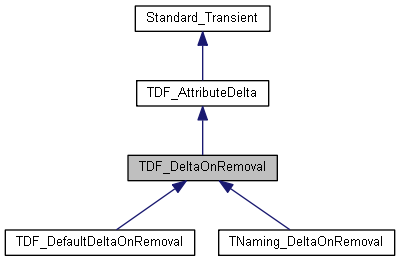 Standard_Transient
TDF_AttributeDelta
TDF_DeltaOnRemoval
TDF_DefaultDeltaOnRemoval
TNaming_DeltaOnRemoval